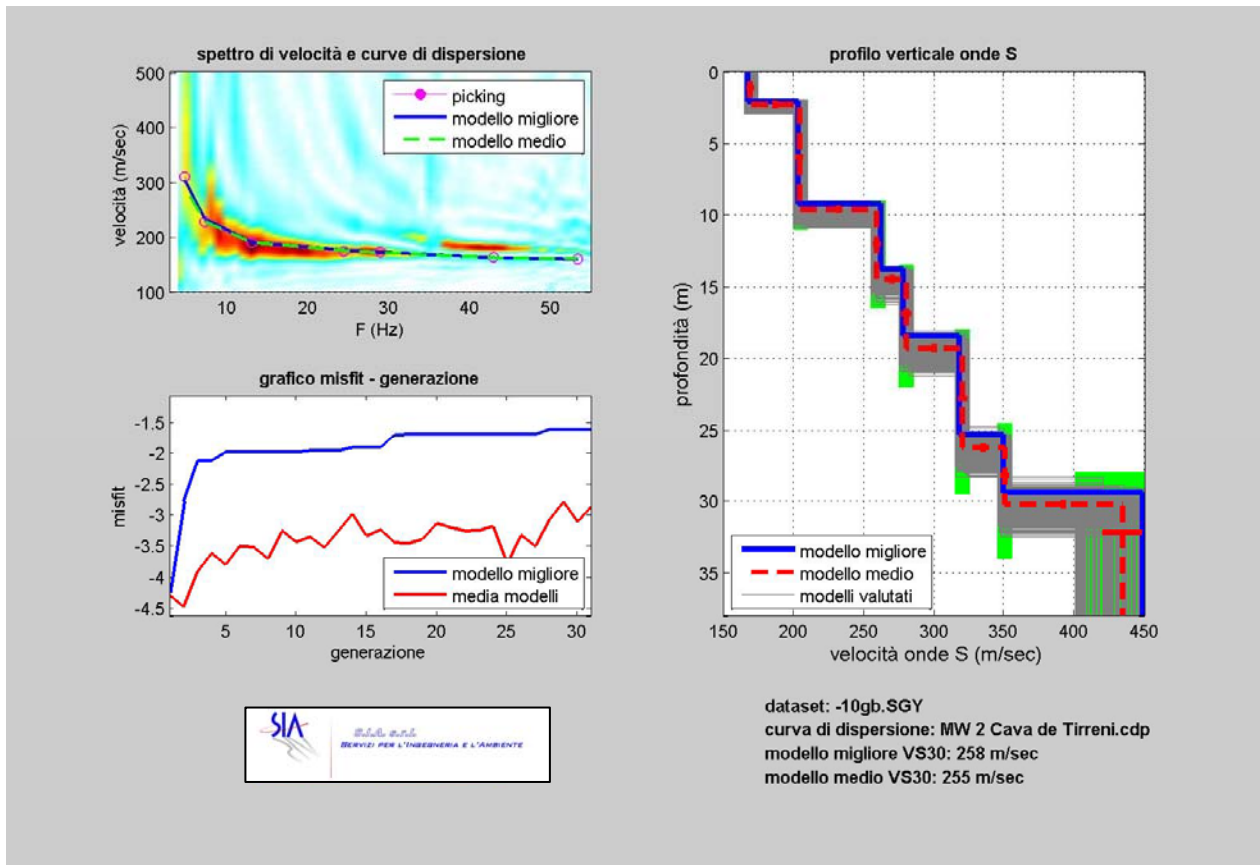 spettro di velocità e curve di dispersione
500
400
300
200
100
velocità (m/sec)
picking
modello migliore
modello medio
10
20
30
40
50
F (Hz)
grafico misfit - generazione
-1.5
-2
-2.5
-3
-3.5
-4
-4.5
misfit
modello migliore
media modelli
5
10
15
20
25
30
generazione
profilo verticale onde S
0
5
10
15
20
25
30
35
profondità (m)
modello migliore
modello medio
modelli valutati
150
200
250
300
350
400
450
velocità onde S (m/sec)
SIA
S.I.A. s.r.l.
SERVIZI PER L'INGEGNERIA E L'AMBIENTE
dataset: -10gb.SGY
curva di dispersione: MW 2 Cava de Tirreni.cdp
modello migliore VS30: 258 m/sec
modello medio VS30: 255 m/sec